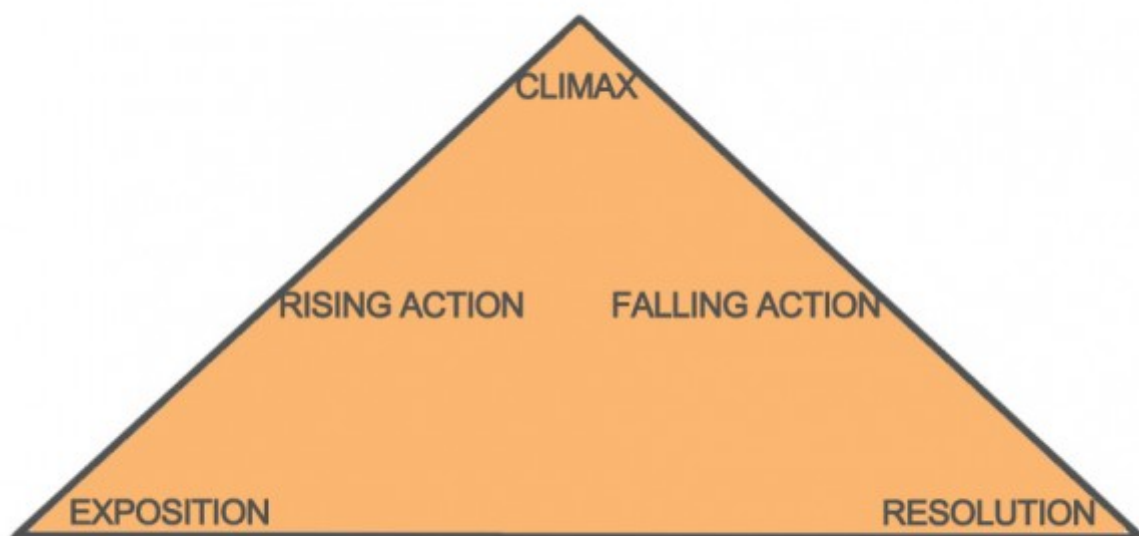 CLIMAX
RISING ACTION
FALLING ACTION
EXPOSITION
RESOLUTION